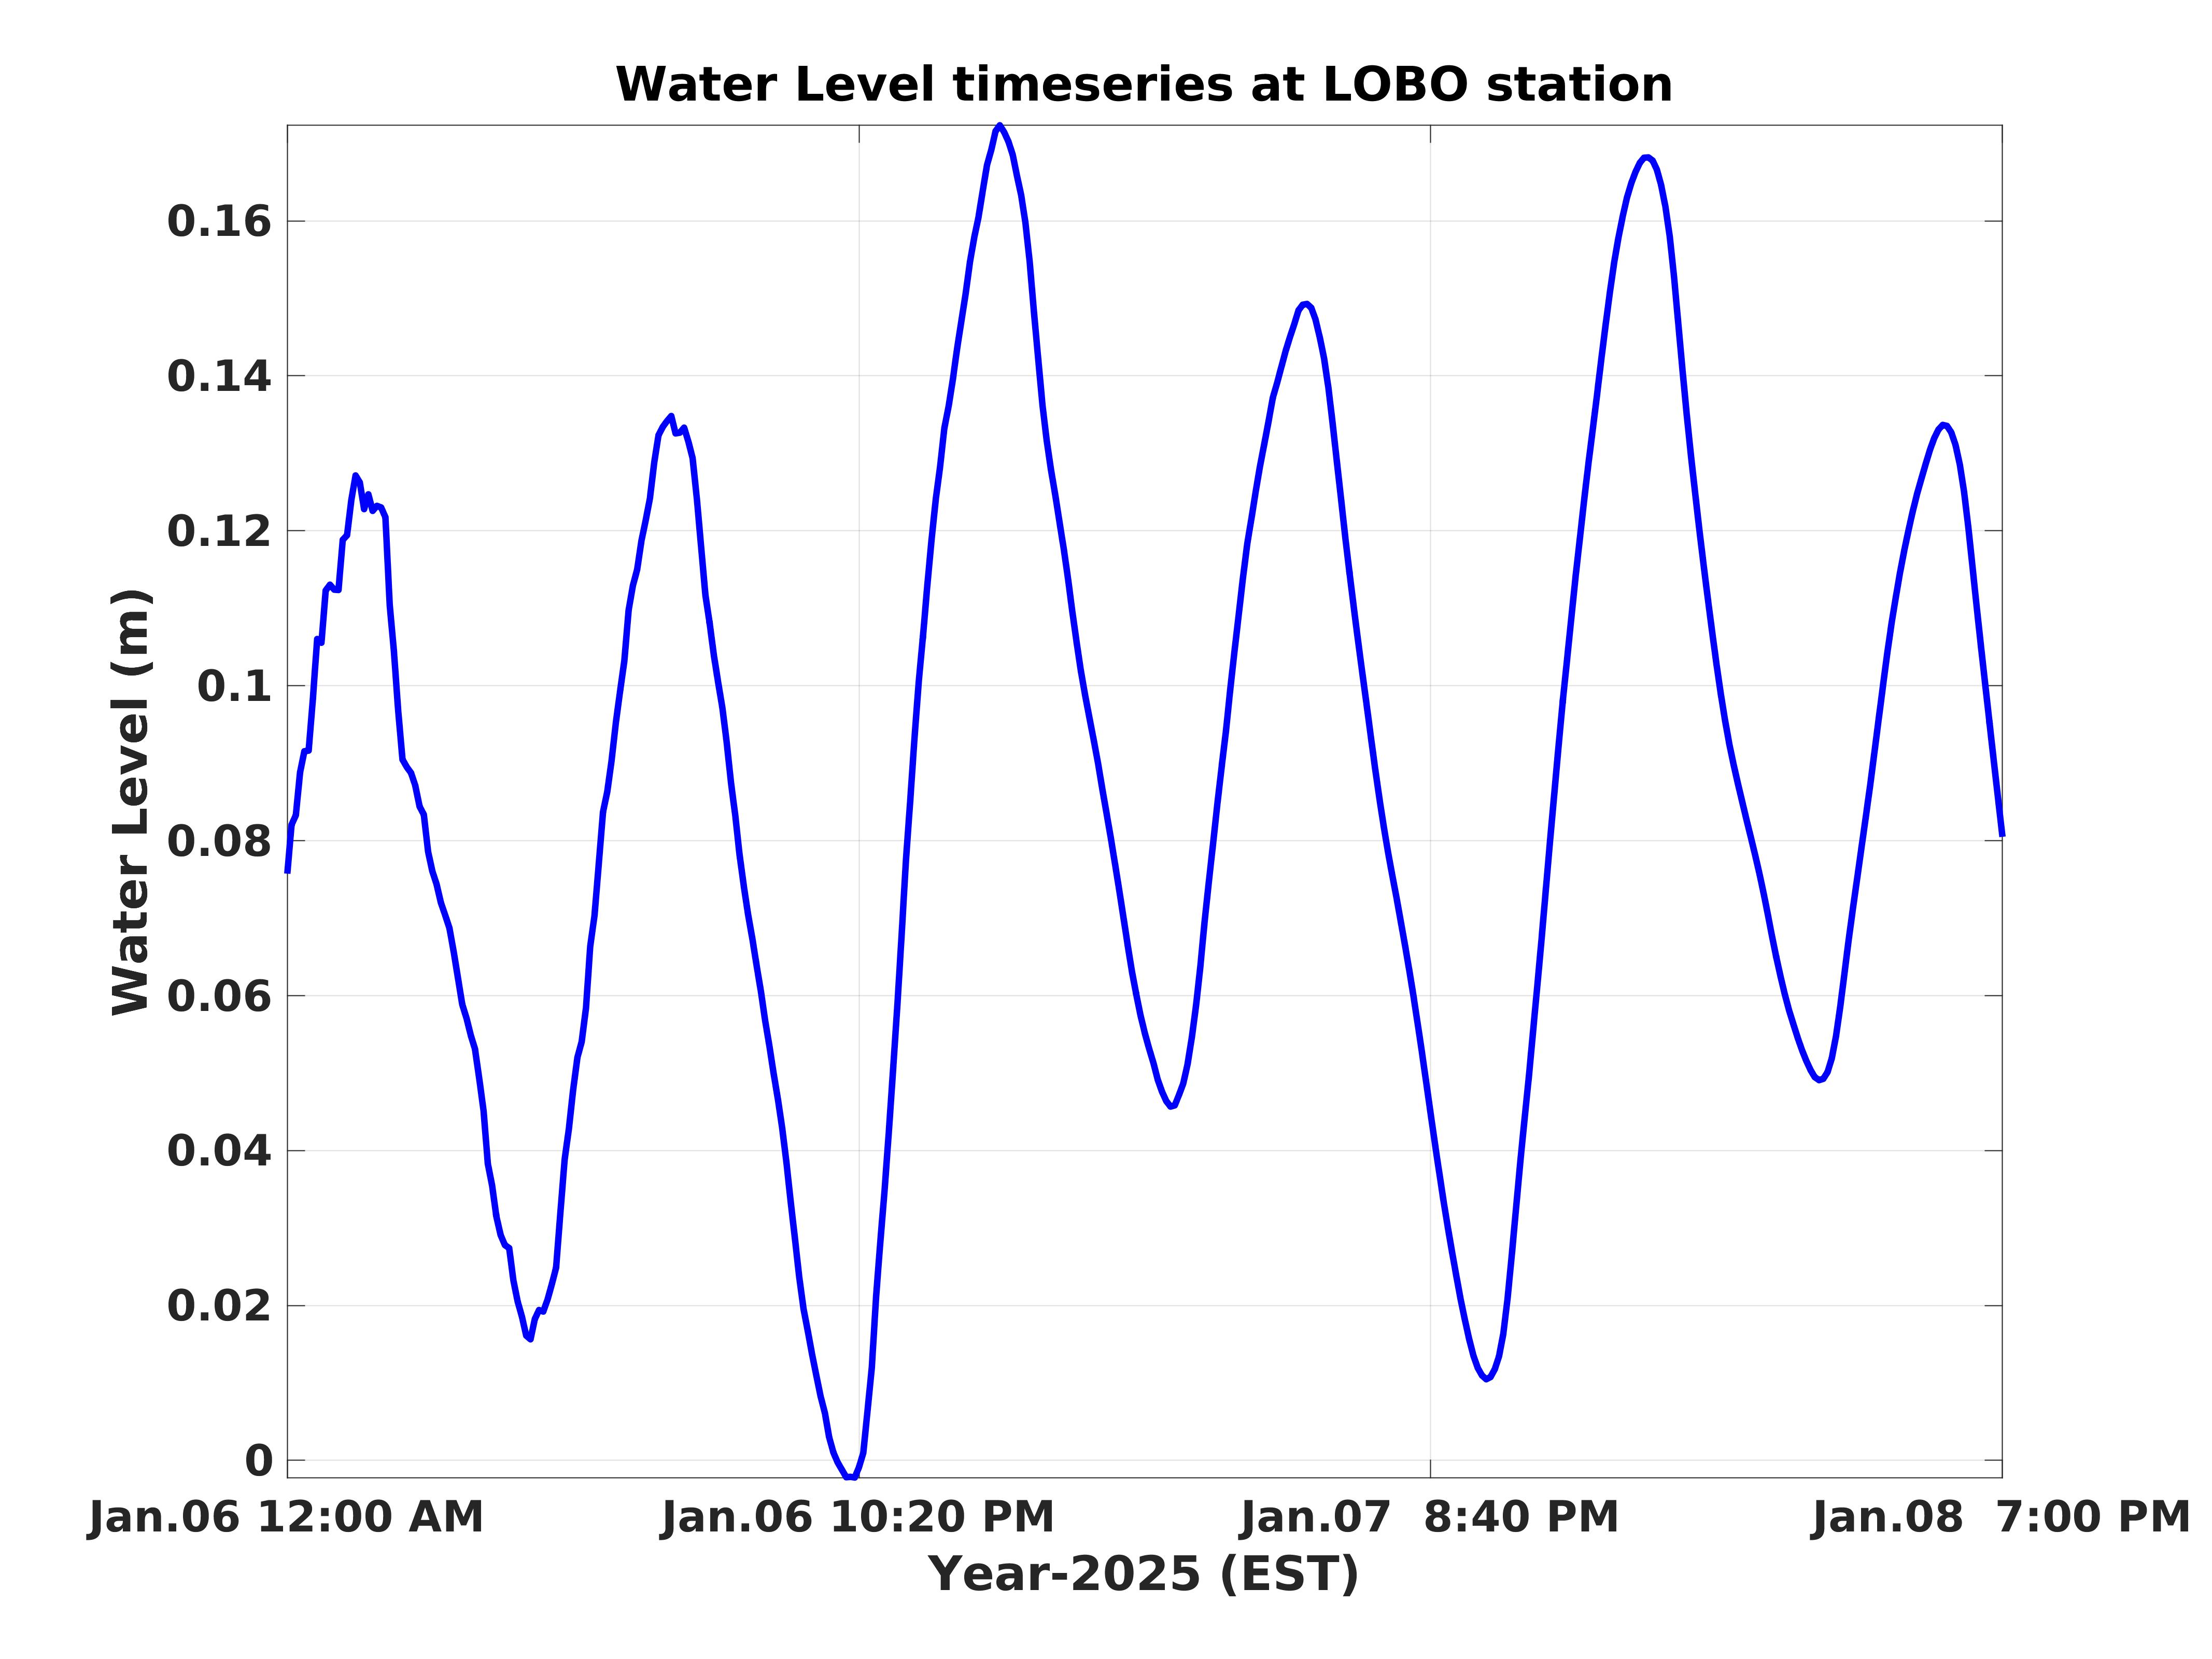 Water Level timeseries at LOBO station
Water Level (m)
0.16
0.14
0.12
0.1
0.08
0.06
0.04
0.02
0
Jan.06 12:00 AM
Jan.06 10:20 PM
Jan.07 8:40 PM
Jan.08 7:00 PM
Year-2025 (EST)